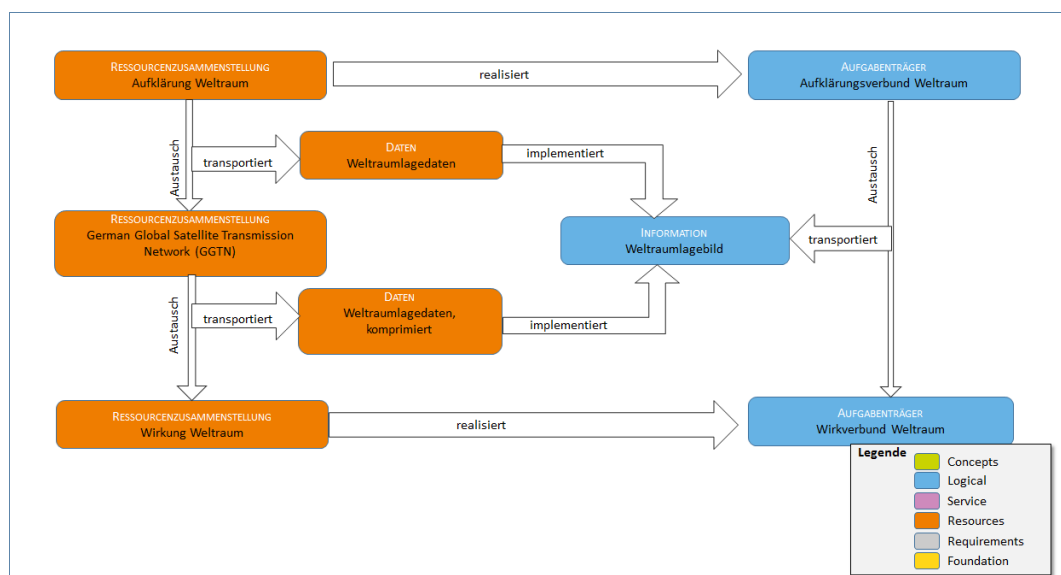 RESSOURCENZUSAMMENSTELLUNG
Aufklärung Weltraum
realisiert
AUFGABENTRÄGER
Aufklärungsverbund Weltraum
Austausch
transportiert
DATEN
Weltraumlagedaten
implementiert
Austausch
RESSOURCENZUSAMMENSTELLUNG
German Global Satellite Transmission
Network (GGTN)
INFORMATION
Weltraumlagebild
transportiert
Austausch
transportiert
DATEN
Weltraumlagedaten,
komprimiert
implementiert
RESSOURCENZUSAMMENSTELLUNG
Wirkung Weltraum
realisiert
AUFGABENTRÄGER
Wirkverbund Weltraum
Legende
Concepts
Logical
Service
Resources
Requirements
Foundation